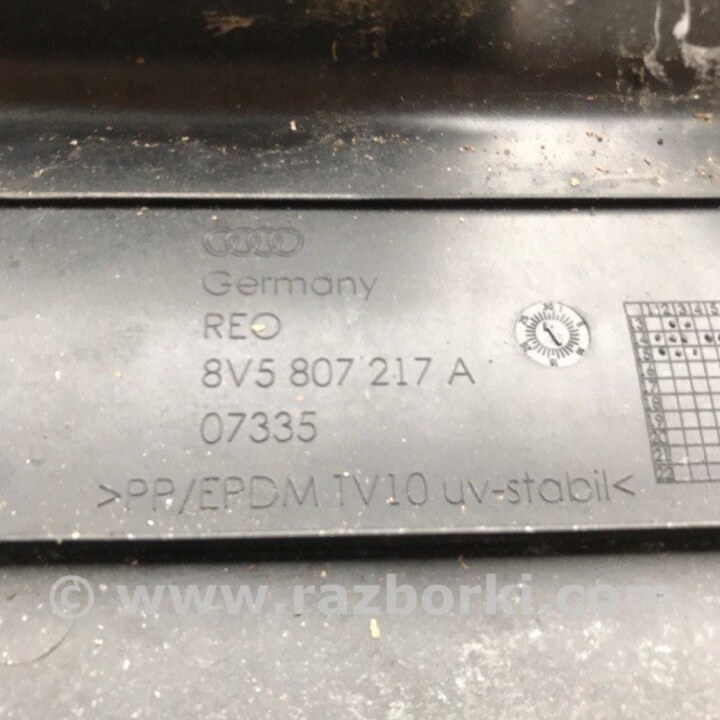 Germany
REO
8V5 807 217 A
07335
>PP/EPDM TV10 uv-stabil<
© www.razborki.com